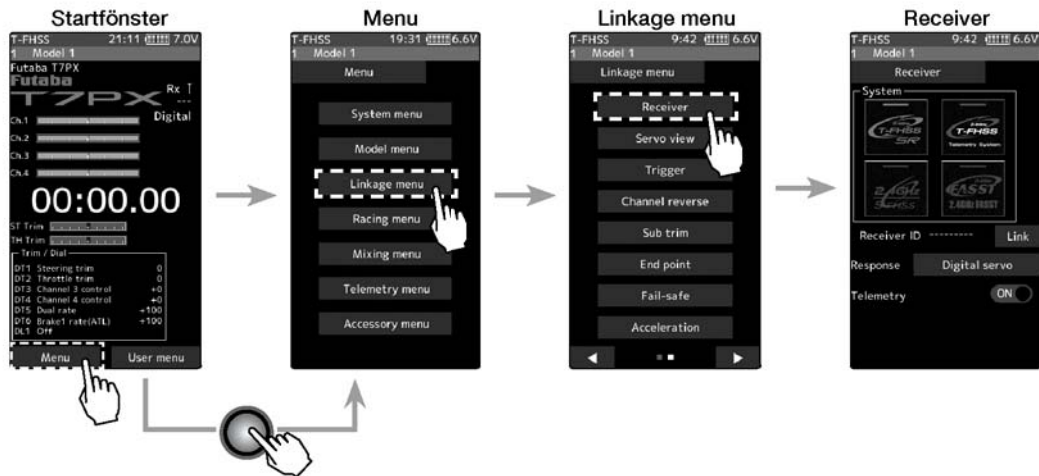 Startfönster
T-FHSS 21:11 7.0V
1 Model 1
Futaba T7PX
Futaba
T7PX
Rx
---
Digital
Ch.1
Ch.2
Ch.3
Ch.4
00:00.00
ST Trim
TH Trim
Trim / Dial
DT1 Steering trim 0
DT2 Throttle trim 0
DT3 Channel 3 control +0
DT4 Channel 4 control +0
DT5 Dual rate +100
DT6 Brake1 rate(ATL) +100
DL1 Off
Menu User menu
Menu
T-FHSS 19:31 6.6V
1 Model 1
Menu
System menu
Model menu
Linkage menu
Racing menu
Mixing menu
Telemetry menu
Accessory menu
Linkage menu
T-FHSS 9:42 6.6V
1 Model 1
Linkage menu
Receiver
Servo view
Trigger
Channel reverse
Sub trim
End point
Fail-safe
Acceleration
Receiver
T-FHSS 9:42 6.6V
1 Model 1
Receiver
System
T-FHSS
SR
T-FHSS
Telemetry System
2.4GHz
S-FHSS
FASST
2.4GHz FASST
Receiver ID -------- Link
Response Digital servo
Telemetry ON